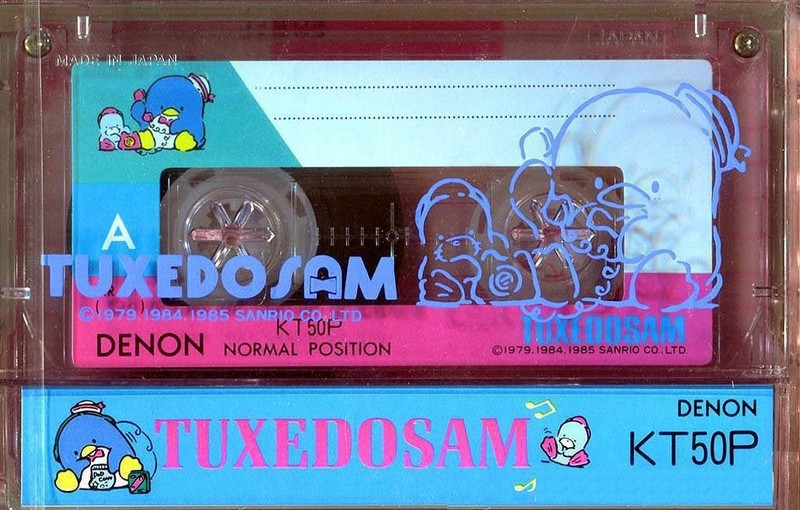 MADE IN JAPAN
A
TUXEDOSAM
©1979.1984.1985 SANRIO CO.LTD
KT50P
DENON NORMAL POSITION
TUXEDOSAM
©1979.1984.1985 SANRIO CO.,LTD.
TUXEDOSAM
DENON
KT50P